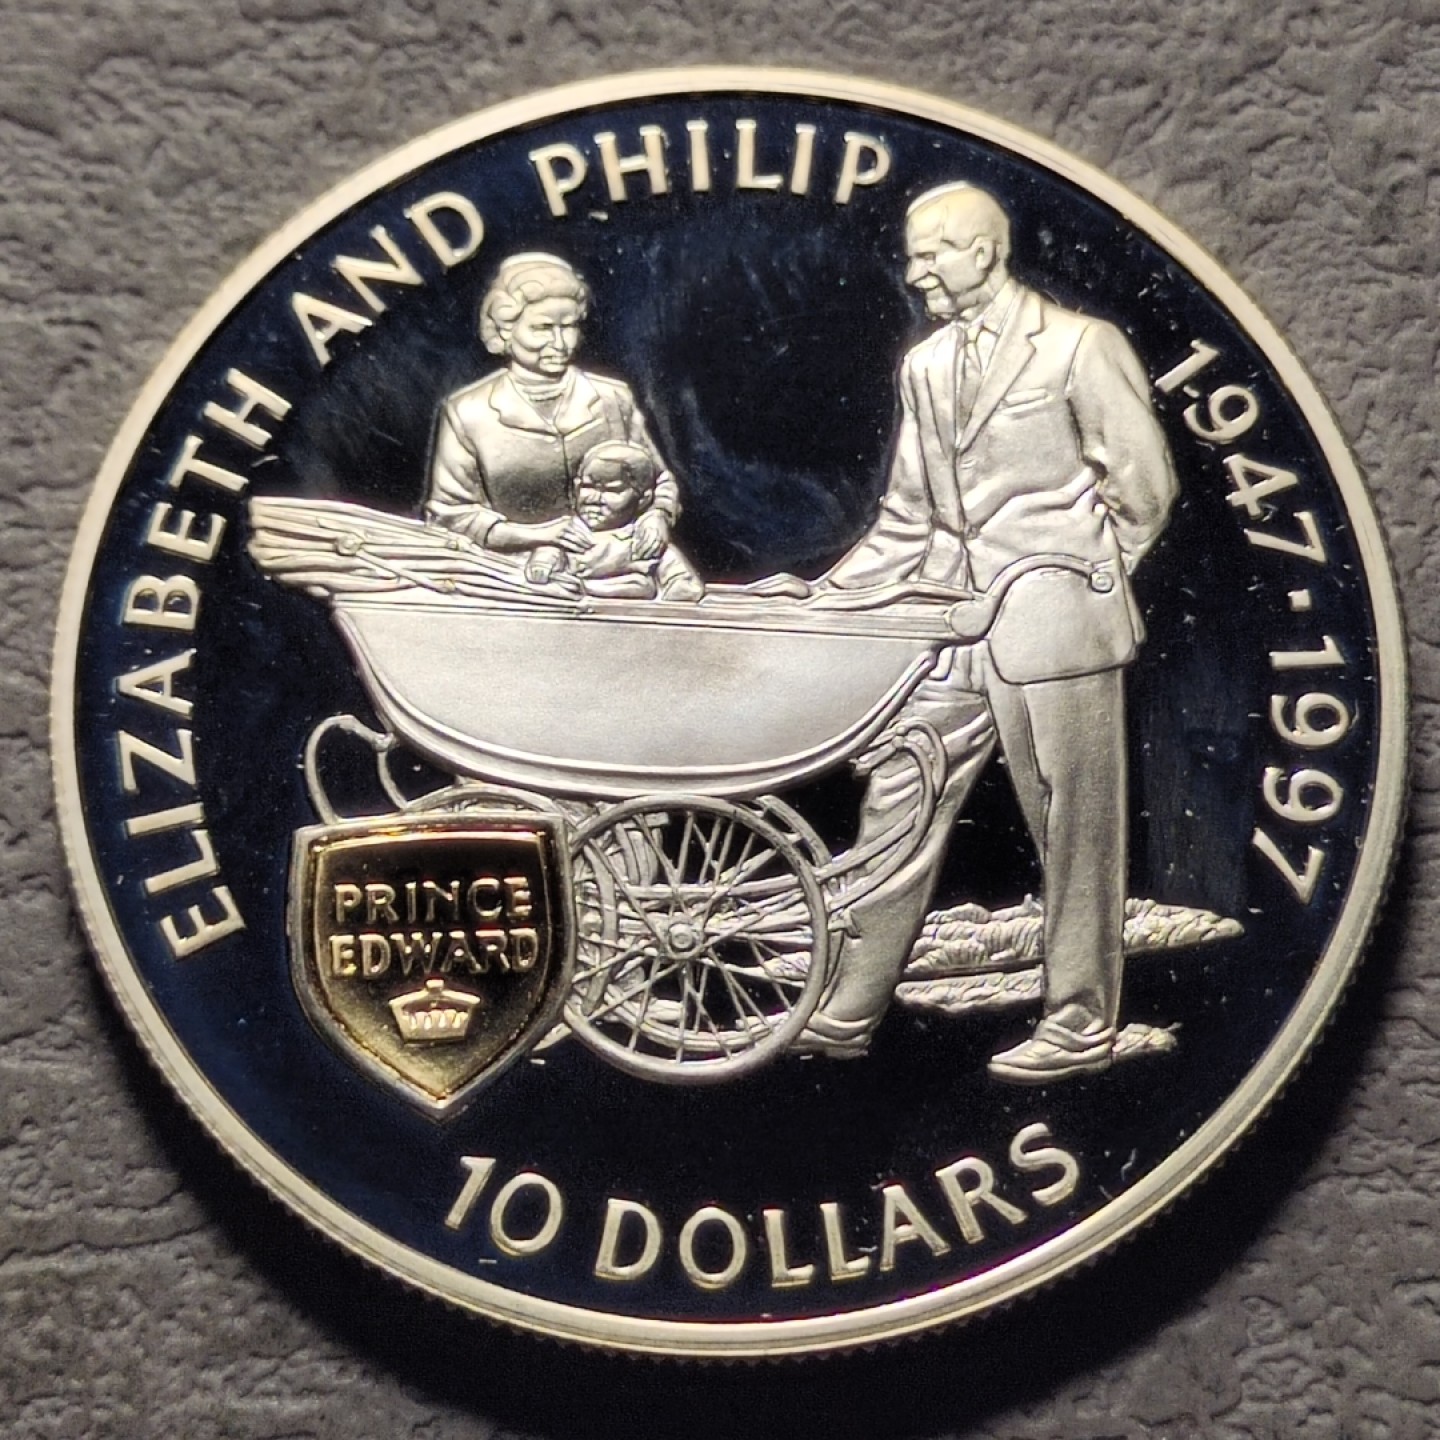 ELIZABETH AND PHILIP 1947·1997
PRINCE
EDWARD
10 DOLLARS